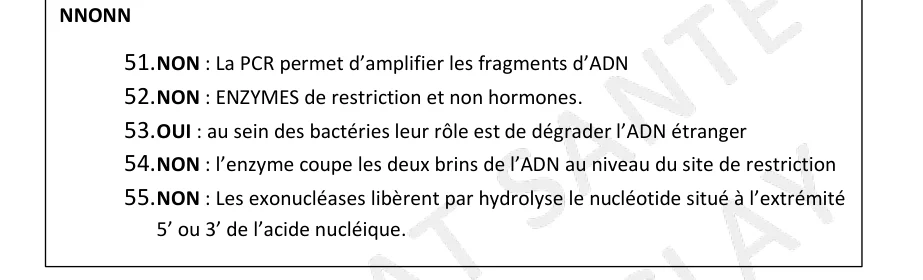 NNONN
51.NON : La PCR permet d’amplifier les fragments d’ADN
52.NON : ENZYMES de restriction et non hormones.
53.OUI : au sein des bactéries leur rôle est de dégrader l’ADN étranger
54.NON : l’enzyme coupe les deux brins de l’ADN au niveau du site de restriction
55.NON : Les exonucléases libèrent par hydrolyse le nucléotide situé à l’extrémité
5’ ou 3’ de l’acide nucléique.
AT SANTE
LAY